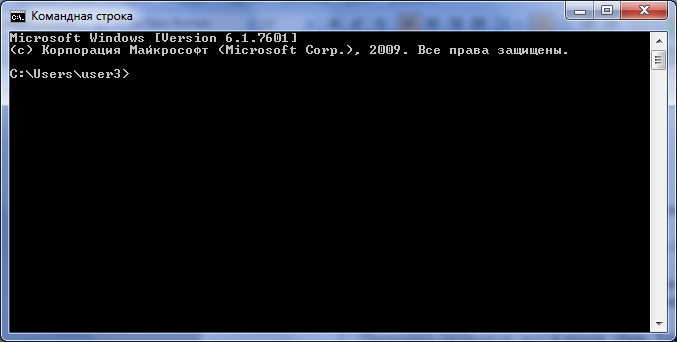 Командная строка
Microsoft Windows [Version 6.1.7601]
(c) Корпорация Майкрософт (Microsoft Corp.), 2009. Все права защищены.
C:\Users\user3>